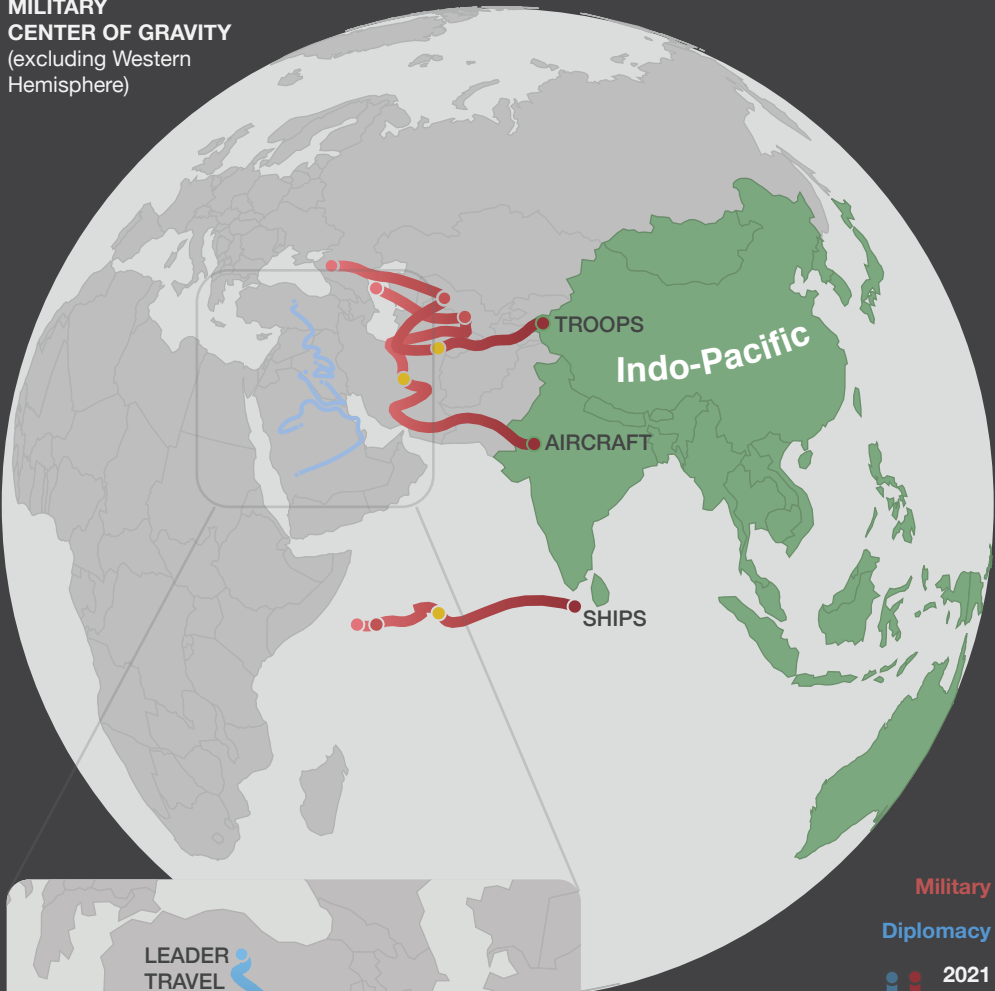 MILITARY
CENTER OF GRAVITY
(excluding Western
Hemisphere)
TROOPS
Indo-Pacific
AIRCRAFT
SHIPS
Military
Diplomacy
2021
LEADER
TRAVEL